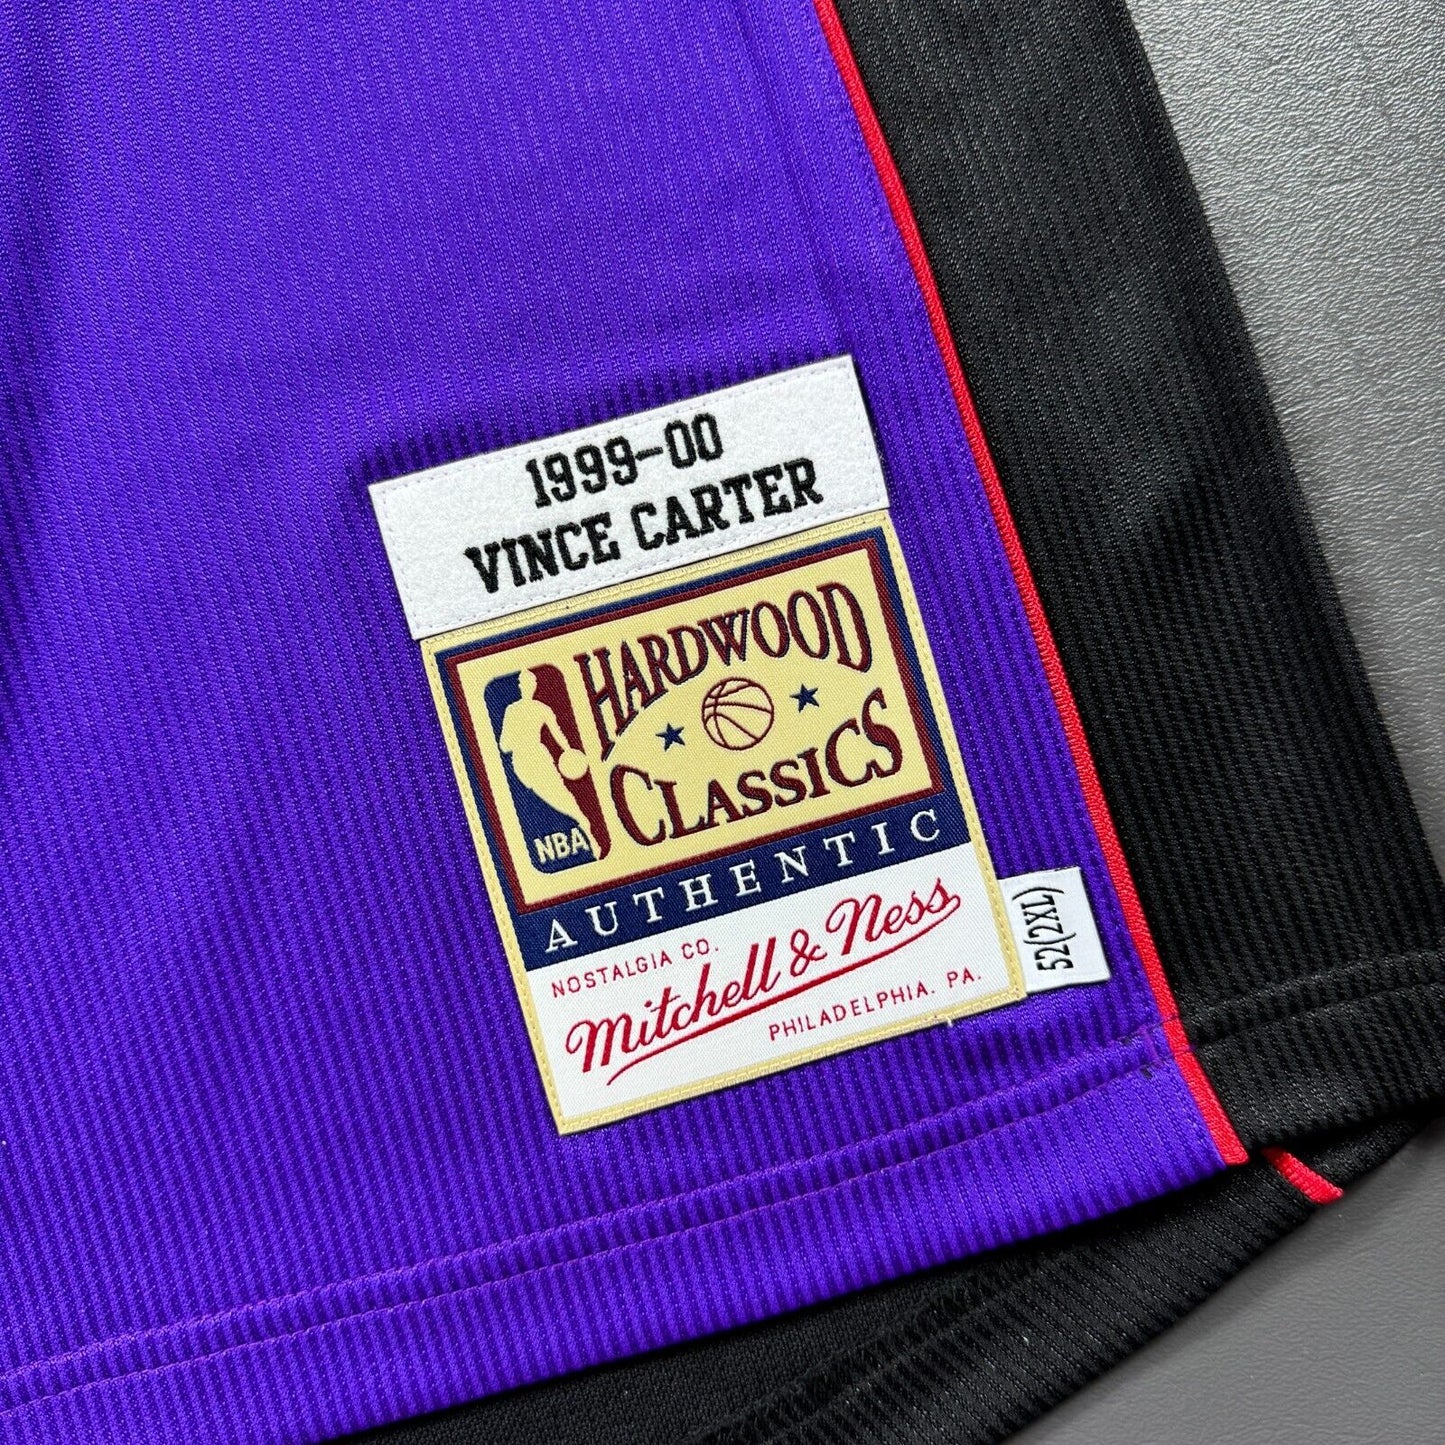 1999-00
VINCE CARTER
HARDWOOD
CLASSICS
NBA
AUTHENTIC
NOSTALGIA CO.
Mitchell & Ness
PHILADELPHIA, PA.
52(2XL)